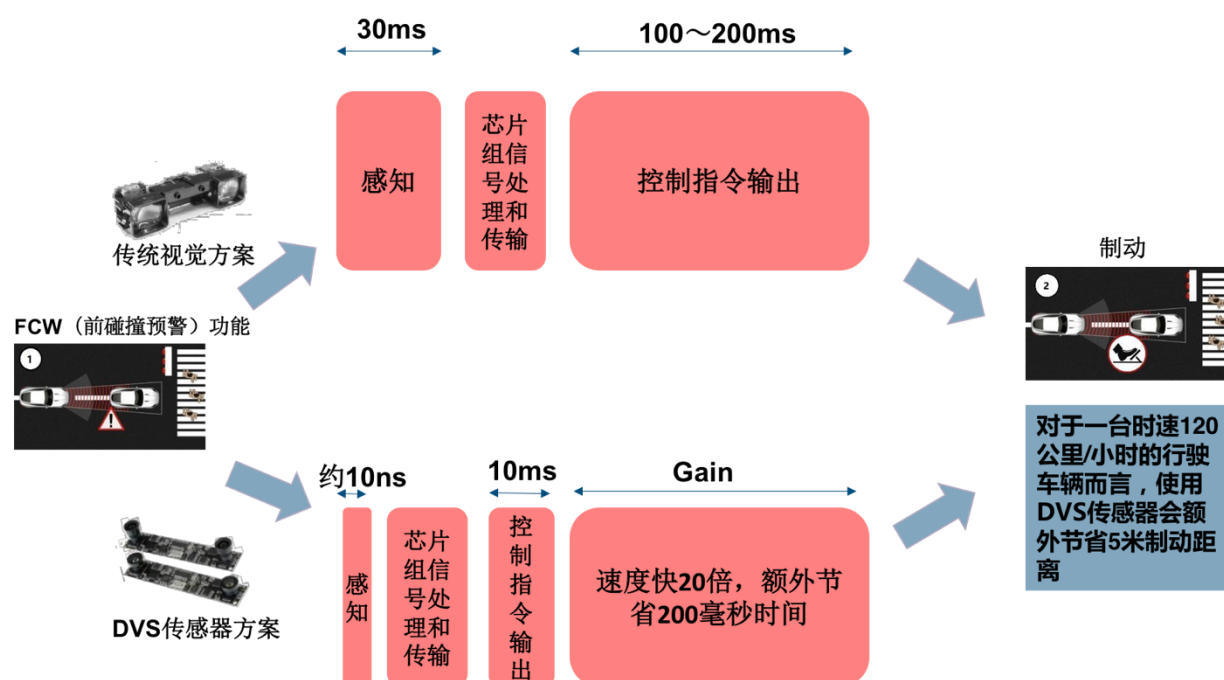 30ms
100～200ms
感知
芯片
组信
号处
理和
传输
控制指令输出
传统视觉方案
制动
FCW（前碰撞预警）功能
1
2
约10ns
10ms
Gain
感
知
芯片
组信
号处
理和
传输
控
制
指
令
输
出
速度快20倍，额外节
省200毫秒时间
DVS传感器方案
对于一台时速120
公里/小时的行驶
车辆而言，使用
DVS传感器会额
外节省5米制动距
离